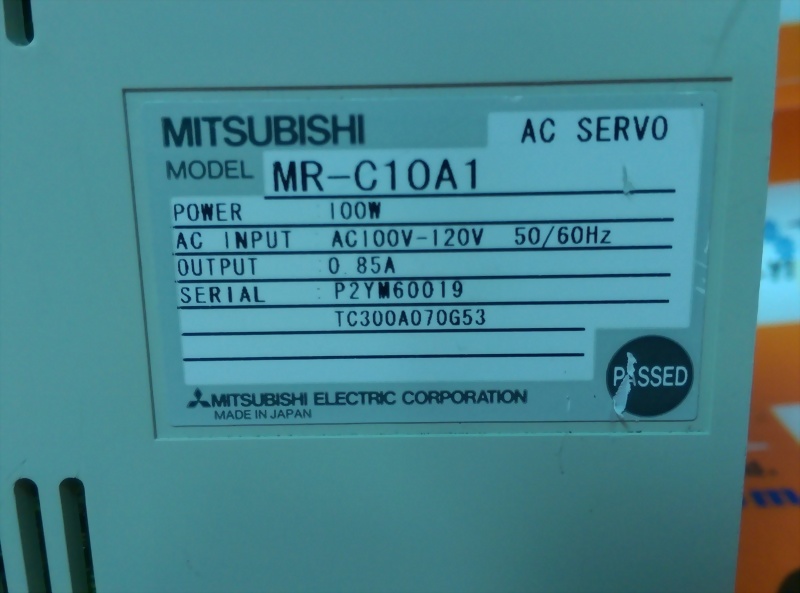 MITSUBISHI AC SERVO
MODEL MR-C10A1
POWER 100W
AC INPUT AC100V-120V 50/60Hz
OUTPUT 0.85A
SERIAL P2YM60019
TC300A070G53
PASSED
MITSUBISHI ELECTRIC CORPORATION
MADE IN JAPAN